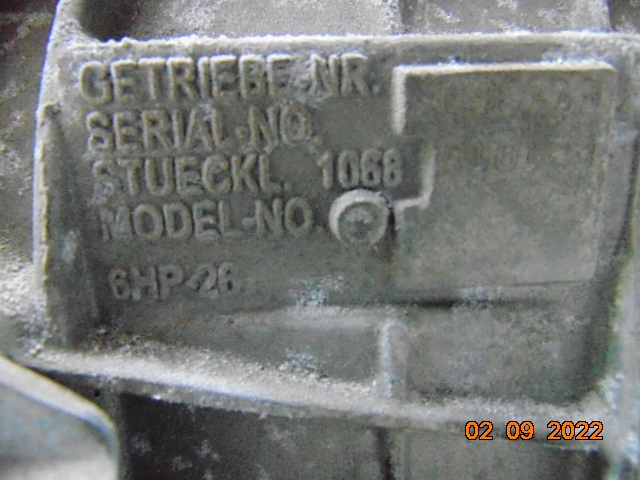 GETRIEBE-NR.
SERIAL-NO.
STUECKL. 1068
MODEL-NO.
6HP-26
02 09 2022